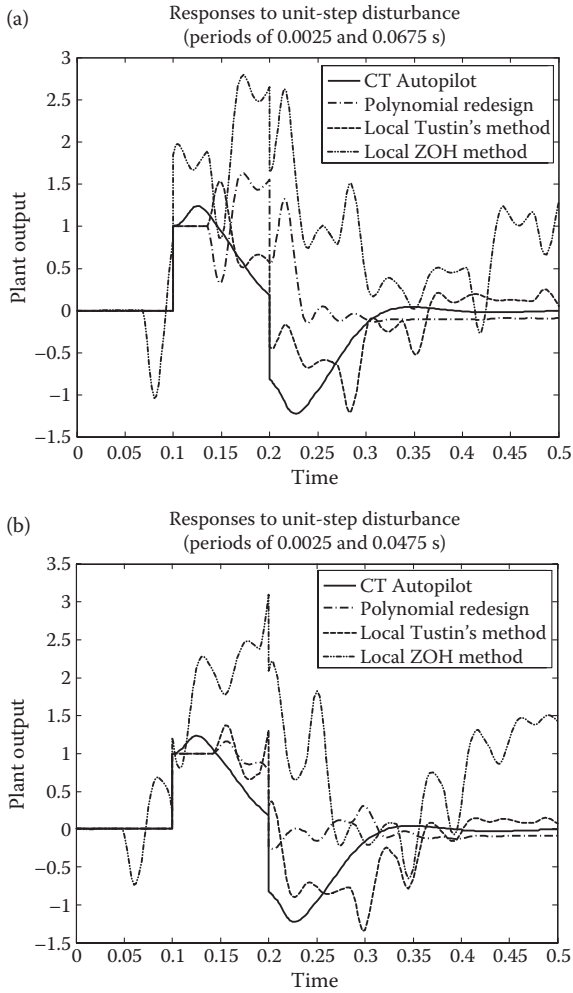 (a)
Responses to unit-step disturbance
(periods of 0.0025 and 0.0675 s)
3
2.5
2
1.5
1
0.5
0
−0.5
−1
−1.5
Plant output
CT Autopilot
Polynomial redesign
Local Tustin's method
Local ZOH method
0 0.05 0.1 0.15 0.2 0.25 0.3 0.35 0.4 0.45 0.5
Time
(b)
Responses to unit-step disturbance
(periods of 0.0025 and 0.0475 s)
3.5
3
2.5
2
1.5
1
0.5
0
−0.5
−1
−1.5
Plant output
CT Autopilot
Polynomial redesign
Local Tustin's method
Local ZOH method
0 0.05 0.1 0.15 0.2 0.25 0.3 0.35 0.4 0.45 0.5
Time